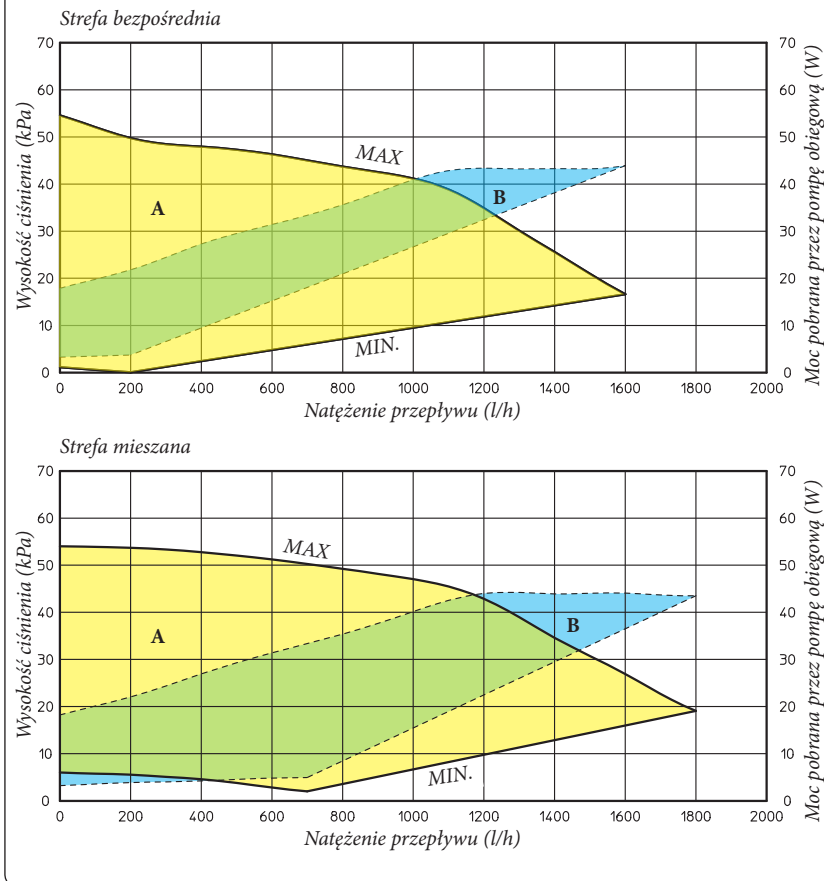 Strefa bezpośrednia
70 70
60 60
50 50
40 40
30 30
20 20
10 10
0 0
Wysokość ciśnienia (kPa)
Moc pobrana przez pompę obiegową (W)
MAX
A
B
MIN.
0 200 400 600 800 1000 1200 1400 1600 1800 2000
Natężenie przepływu (l/h)
Strefa mieszana
70 70
60 60
50 50
40 40
30 30
20 20
10 10
0 0
Wysokość ciśnienia (kPa)
Moc pobrana przez pompę obiegową (W)
MAX
A
B
MIN.
0 200 400 600 800 1000 1200 1400 1600 1800 2000
Natężenie przepływu (l/h)